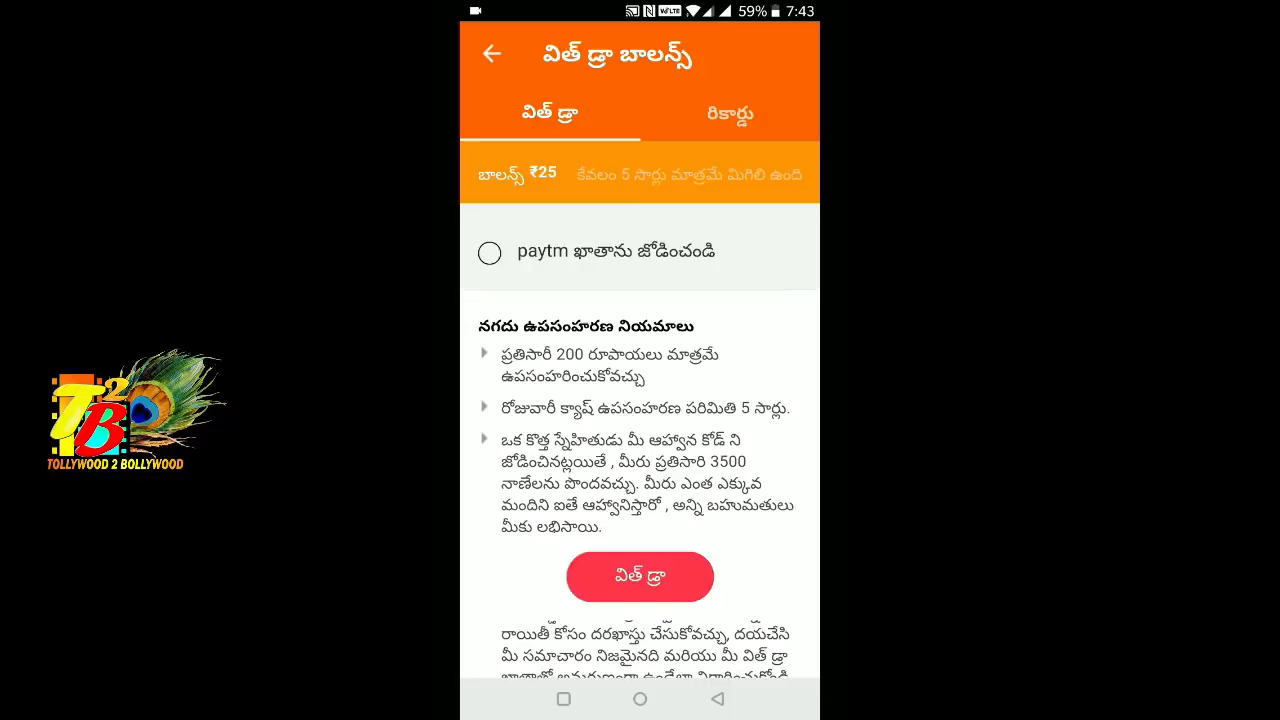 59% 7:43
విత్ డ్రా బాలన్స్
విత్ డ్రా రికార్డు
బాలన్స్ ₹25 కేవలం 5 సార్లు మాత్రమే మిగిలి ఉంది
paytm ఖాతాను జోడించండి
నగదు ఉపసంహరణ నియమాలు
ప్రతిసారీ 200 రూపాయలు మాత్రమే
ఉపసంహరించుకోవచ్చు
రోజువారీ క్యాష్ ఉపసంహరణ పరిమితి 5 సార్లు.
ఒక కొత్త స్నేహితుడు మీ ఆహ్వాన కోడ్ ని
జోడించినట్లయితే , మీరు ప్రతిసారి 3500
నాణేలను పొందవచ్చు. మీరు ఎంత ఎక్కువ
మందిని ఐతే ఆహ్వానిస్తారో , అన్ని బహుమతులు
మీకు లభిసాయి.
విత్ డ్రా
రాయితీ కోసం దరఖాస్తు చేసుకోవచ్చు, దయచేసి
మీ సమాచారం నిజమైనది మరియు మీ విత్ డ్రా
T2B
TOLLYWOOD 2 BOLLYWOOD